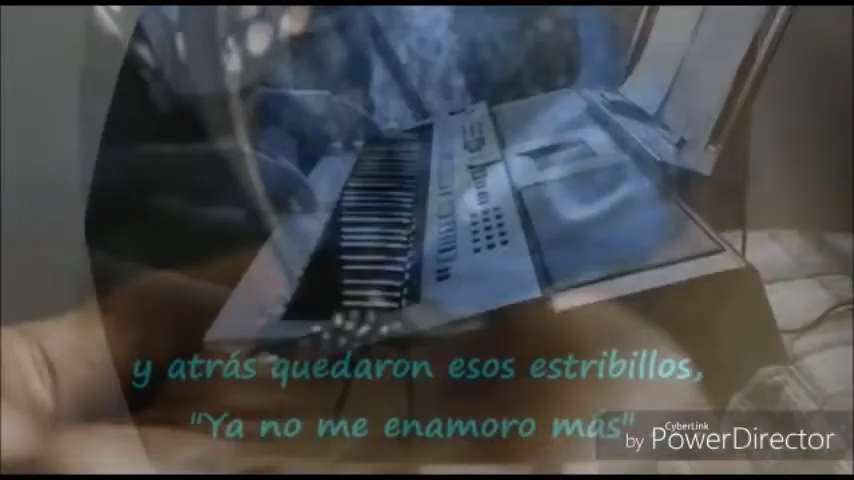 y atrás quedaron esos estribillos,
"Ya no me enamoro más"
CyberLink
by PowerDirector